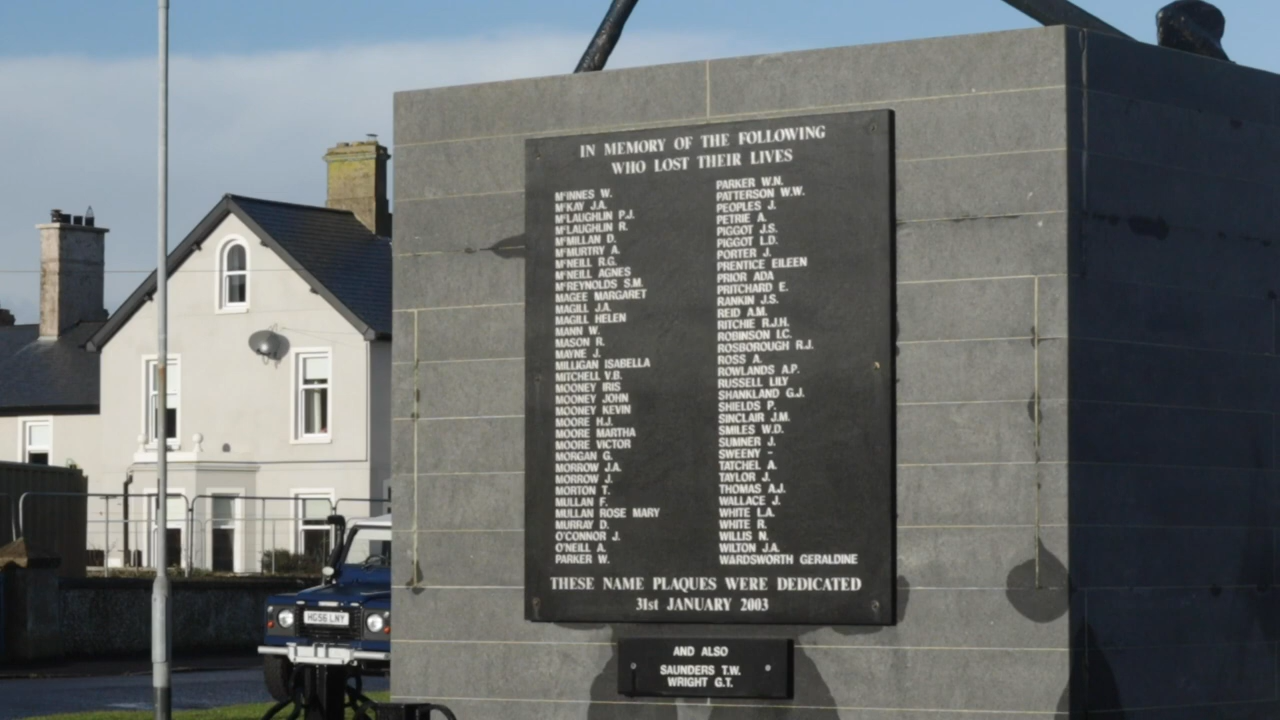 IN MEMORY OF THE FOLLOWING
WHO LOST THEIR LIVES
McINNES W.
McKAY J.A.
McLAUGHLIN P.J.
McLAUGHLIN R.
McMILLAN D.
McMURTRY A.
McNEILL R.G.
McNEILL AGNES
McREYNOLDS S.M.
MAGEE MARGARET
MAGILL J.A.
MAGILL HELEN
MANN W.
MASON R.
MAYNE J.
MILLIGAN ISABELLA
MITCHELL V.B.
MOONEY IRIS
MOONEY JOHN
MOONEY KEVIN
MOORE H.J.
MOORE MARTHA
MOORE VICTOR
MORGAN G.
MORROW J.A.
MORROW J.
MORTON T.
MULLAN F.
MULLAN ROSE MARY
MURRAY D.
O'CONNOR J.
O'NEILL A.
PARKER W.
PARKER W.N.
PATTERSON W.W.
PEOPLES J.
PETRIE A.
PIGGOT J.S.
PIGGOT L.D.
PORTER J.
PRENTICE EILEEN
PRIOR ADA
PRITCHARD E.
RANKIN J.S.
REID A.M.
RITCHIE R.J.H.
ROBINSON I.C.
ROSBOROUGH R.J.
ROSS A.
ROWLANDS A.P.
RUSSELL LILY
SHANKLAND G.J.
SHIELDS P.
SINCLAIR J.M.
SMILES W.D.
SUMNER J.
SWEENY -
TATCHEL A.
TAYLOR J.
THOMAS A.J.
WALLACE J.
WHITE L.A.
WHITE R.
WILLIS N.
WILTON J.A.
WARDSWORTH GERALDINE
THESE NAME PLAQUES WERE DEDICATED
31st JANUARY 2003
AND ALSO
SAUNDERS T.W.
WRIGHT G.T.
HG56 LNY